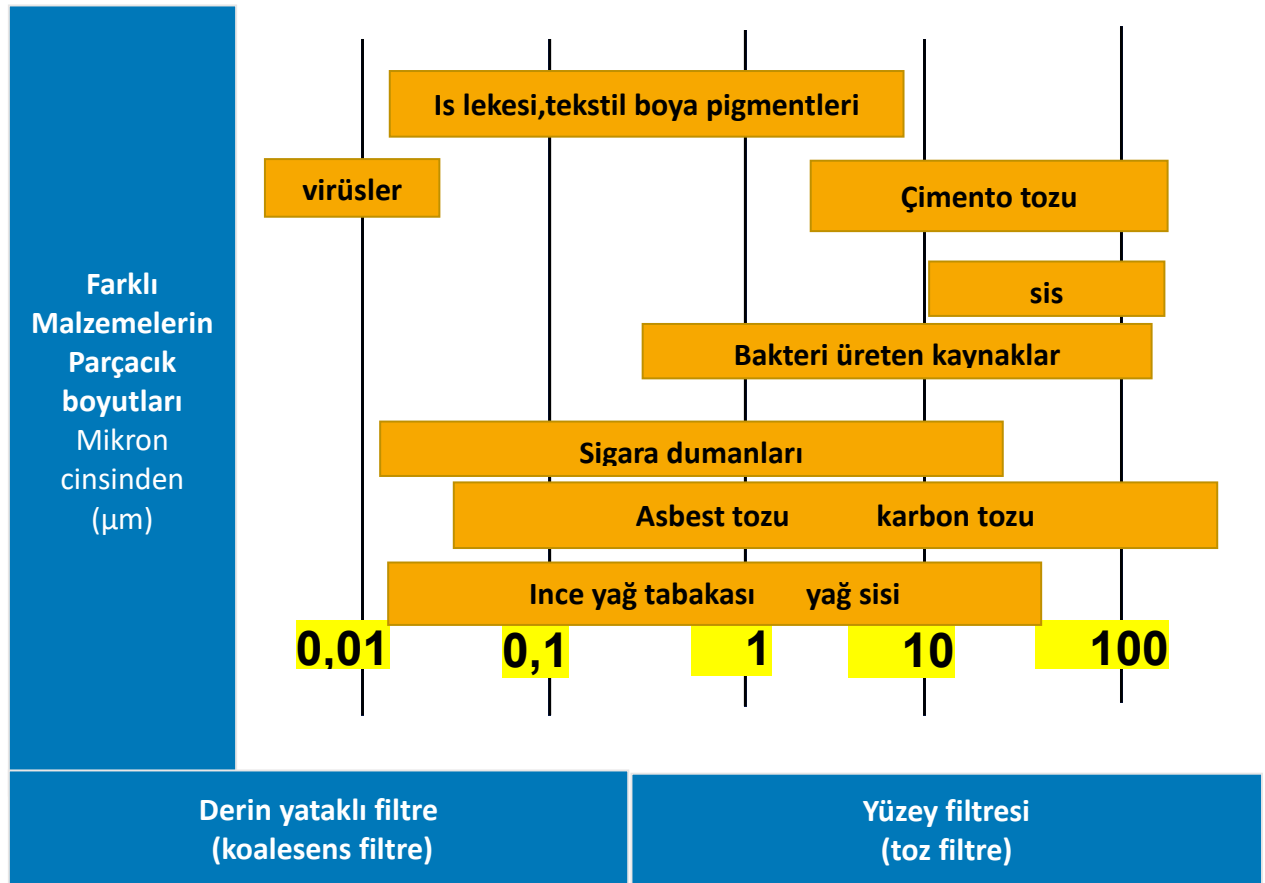 Farklı
Malzemelerin
Parçacık
boyutları
Mikron
cinsinden
(µm)
Is lekesi,tekstil boya pigmentleri
virüsler
Çimento tozu
sis
Bakteri üreten kaynaklar
Sigara dumanları
Asbest tozu karbon tozu
Ince yağ tabakası yağ sisi
0,01 0,1 1 10 100
Derin yataklı filtre
(koalesens filtre)
Yüzey filtresi
(toz filtre)